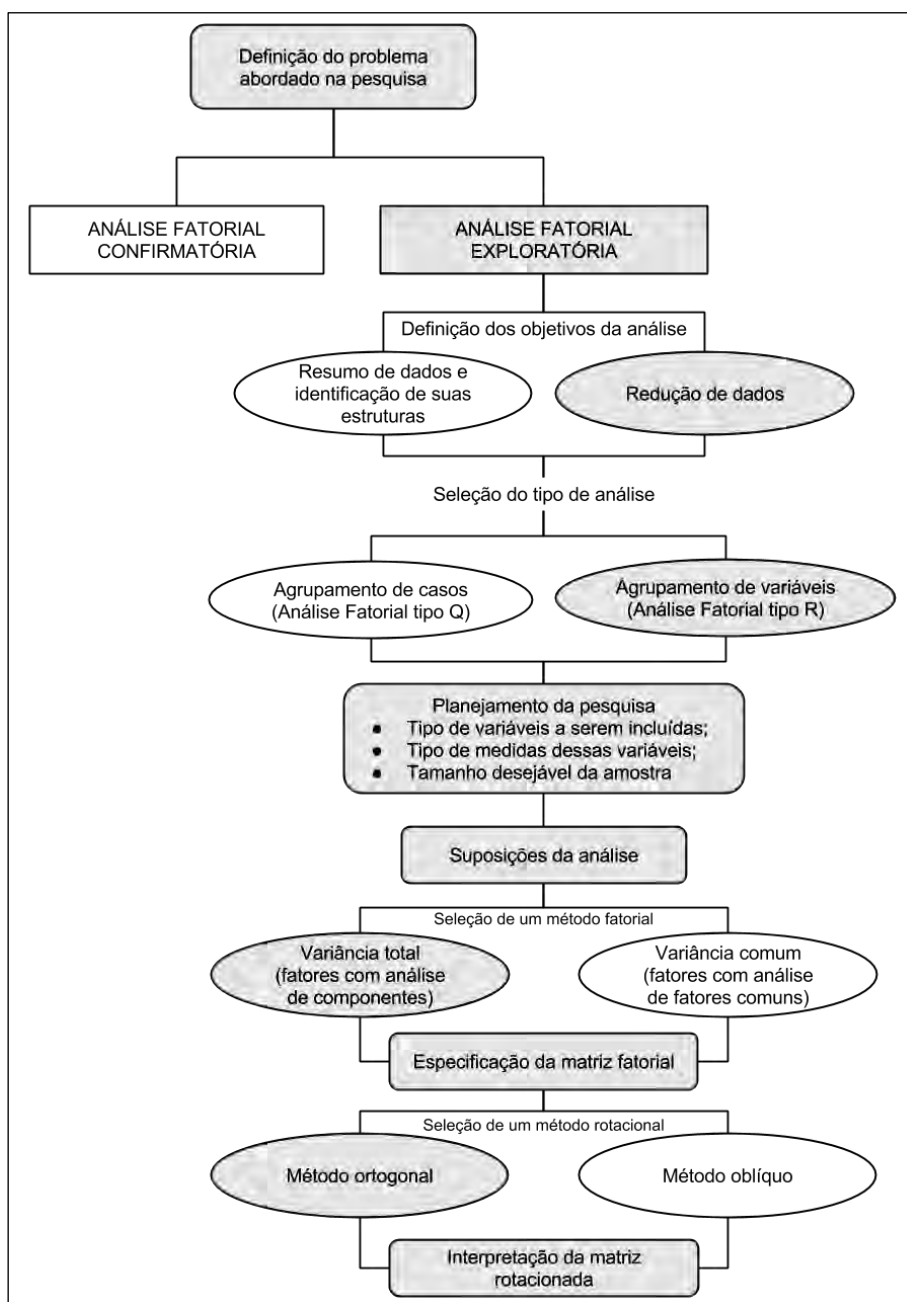 Definição do problema
abordado na pesquisa
ANÁLISE FATORIAL
CONFIRMATÓRIA
ANÁLISE FATORIAL
EXPLORATÓRIA
Definição dos objetivos da análise
Resumo de dados e
identificação de suas
estruturas
Redução de dados
Seleção do tipo de análise
Agrupamento de casos
(Análise Fatorial tipo Q)
Agrupamento de variáveis
(Análise Fatorial tipo R)
Planejamento da pesquisa
● Tipo de variáveis a serem incluídas;
● Tipo de medidas dessas variáveis;
● Tamanho desejável da amostra
Suposições da análise
Seleção de um método fatorial
Variância total
(fatores com análise
de componentes)
Variância comum
(fatores com análise
de fatores comuns)
Especificação da matriz fatorial
Seleção de um método rotacional
Método ortogonal
Método oblíquo
Interpretação da matriz
rotacionada